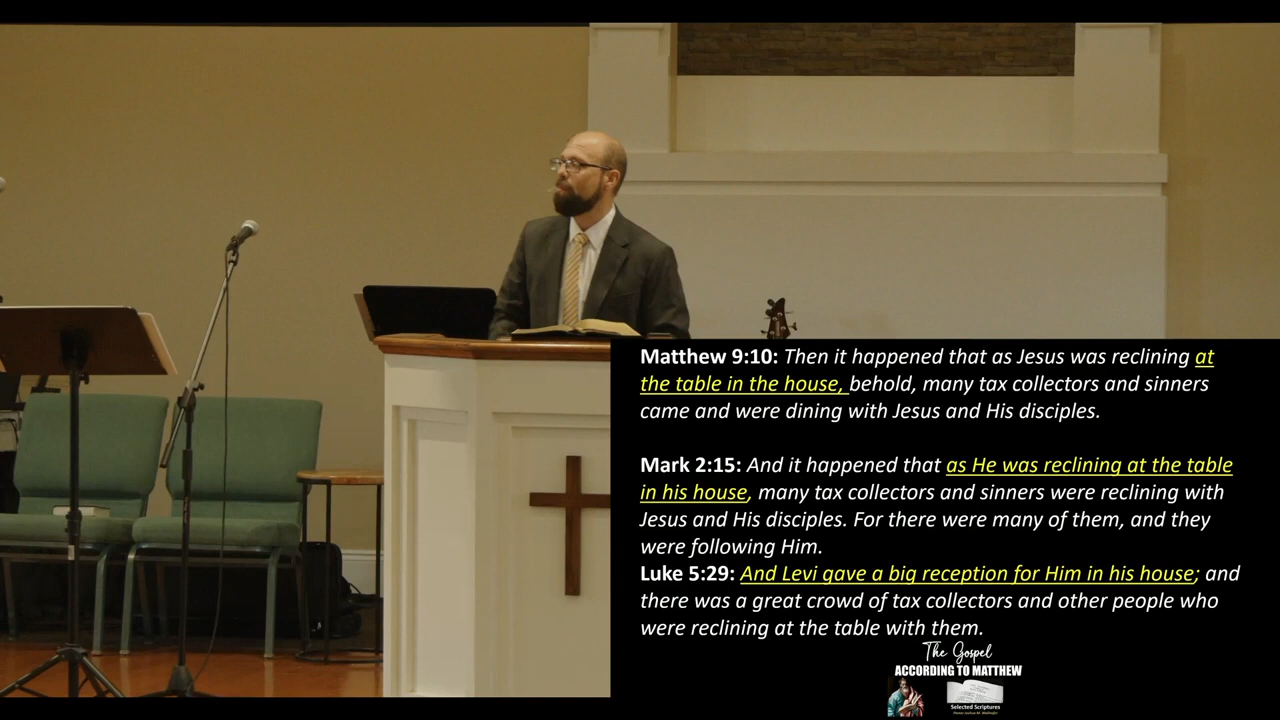 Matthew 9:10: Then it happened that as Jesus was reclining at
the table in the house, behold, many tax collectors and sinners
came and were dining with Jesus and His disciples.
Mark 2:15: And it happened that as He was reclining at the table
in his house, many tax collectors and sinners were reclining with
Jesus and His disciples. For there were many of them, and they
were following Him.
Luke 5:29: And Levi gave a big reception for Him in his house; and
there was a great crowd of tax collectors and other people who
were reclining at the table with them.
The Gospel
ACCORDING TO MATTHEW
Selected Scriptures